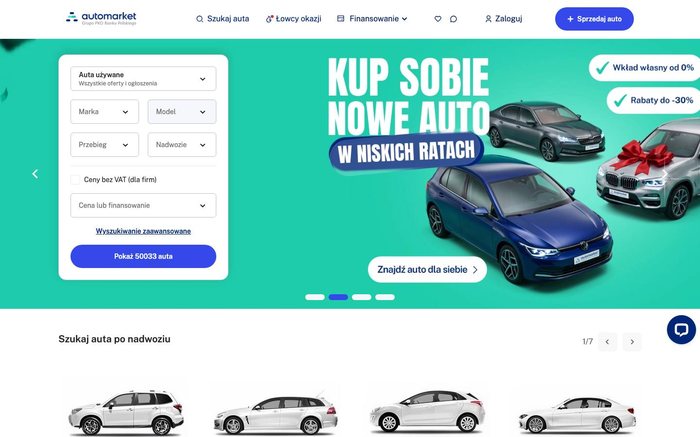 automarket
Grupa PKO Banku Polskiego
Szukaj auta
Łowcy okazji
Finansowanie
Zaloguj
+ Sprzedaj auto
Auta używane
Wszystkie oferty i ogłoszenia
Marka
Model
Przebieg
Nadwozie
Ceny bez VAT (dla firm)
Cena lub finansowanie
Wyszukiwanie zaawansowane
Pokaż 50033 auta
KUP SOBIE
NOWE AUTO
W NISKICH RATACH
Wkład własny od 0%
Rabaty do -30%
Znajdź auto dla siebie
automarket
Szukaj auta po nadwoziu
1/7